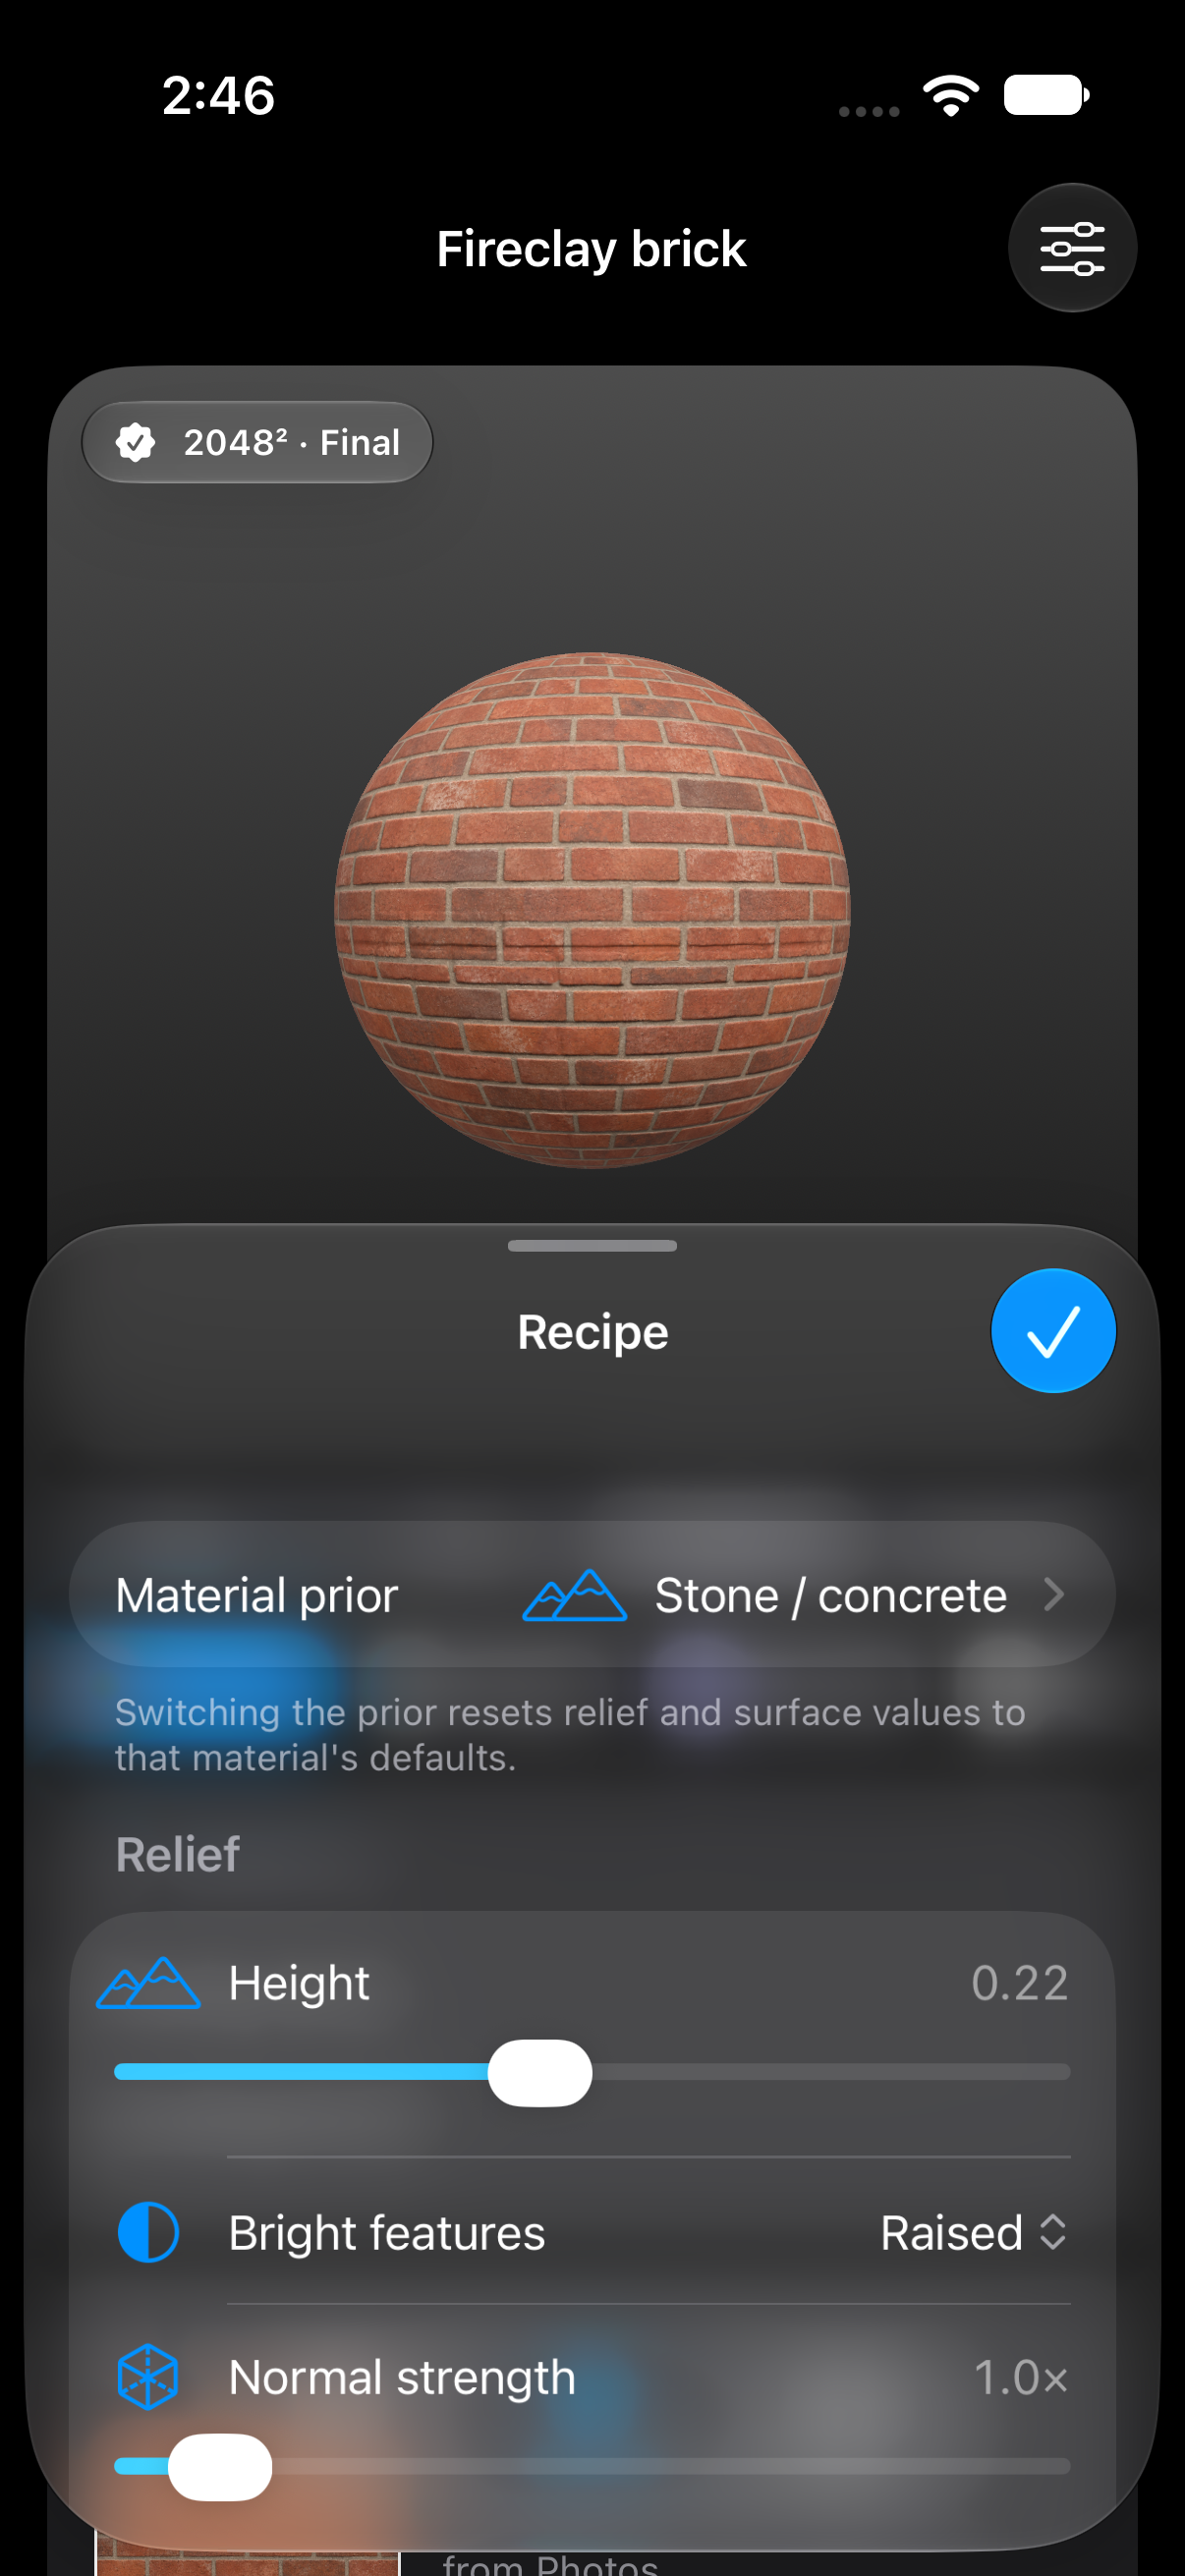 2:46
Fireclay brick
2048² · Final
Recipe
Material prior
Stone / concrete
Switching the prior resets relief and surface values to
that material's defaults.
Relief
Height
0.22
Bright features
Raised
Normal strength
1.0×
from Photos